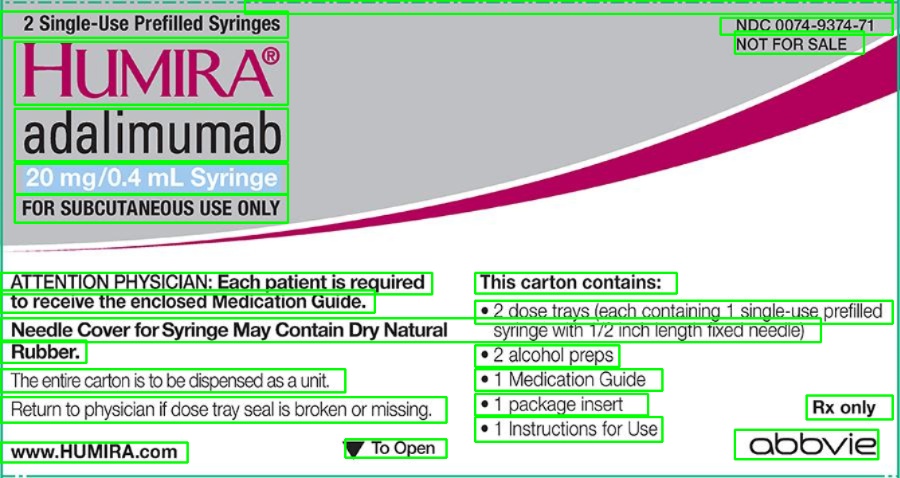 2 Single-Use Prefilled Syringes
NDC 0074-9374-71
NOT FOR SALE
HUMIRA®
adalimumab
20 mg/0.4 mL Syringe
FOR SUBCUTANEOUS USE ONLY
ATTENTION PHYSICIAN: Each patient is required
to receive the enclosed Medication Guide.
Needle Cover for Syringe May Contain Dry Natural
Rubber.
The entire carton is to be dispensed as a unit.
Return to physician if dose tray seal is broken or missing.
www.HUMIRA.com
▼ To Open
This carton contains:
• 2 dose trays (each containing 1 single-use prefilled
syringe with 1/2 inch length fixed needle)
• 2 alcohol preps
• 1 Medication Guide
• 1 package insert
• 1 Instructions for Use
Rx only
abbvie